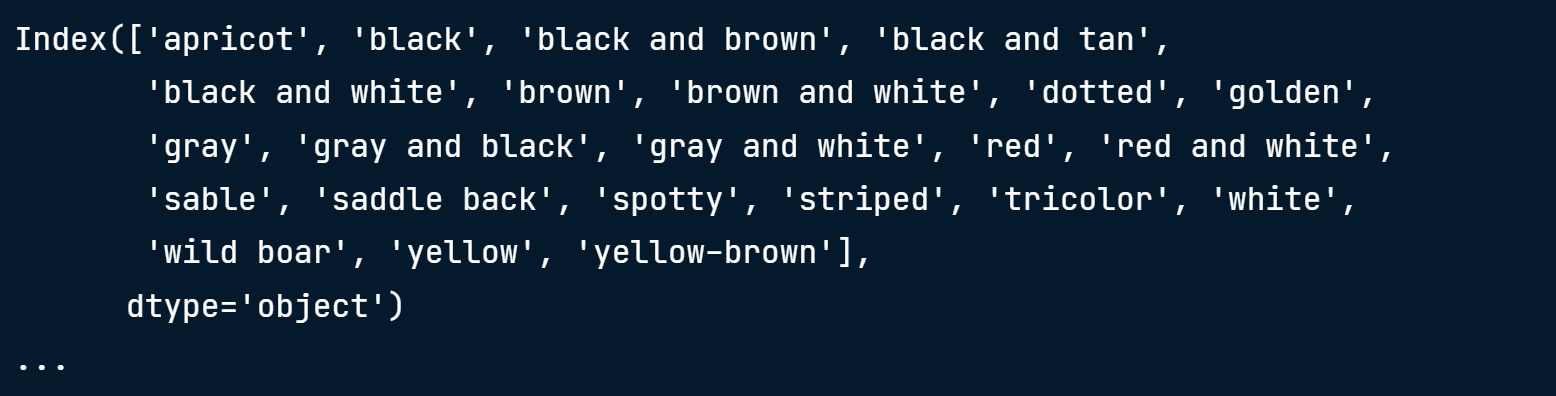 Index(['apricot', 'black', 'black and brown', 'black and tan',
'black and white', 'brown', 'brown and white', 'dotted', 'golden',
'gray', 'gray and black', 'gray and white', 'red', 'red and white',
'sable', 'saddle back', 'spotty', 'striped', 'tricolor', 'white',
'wild boar', 'yellow', 'yellow-brown'],
dtype='object')
...